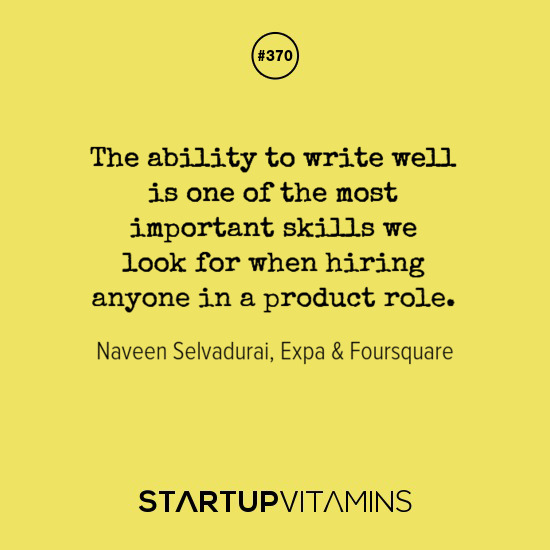 #370
The ability to write well
is one of the most
important skills we
look for when hiring
anyone in a product role.
Naveen Selvadurai, Expa & Foursquare
STARTUPVITAMINS